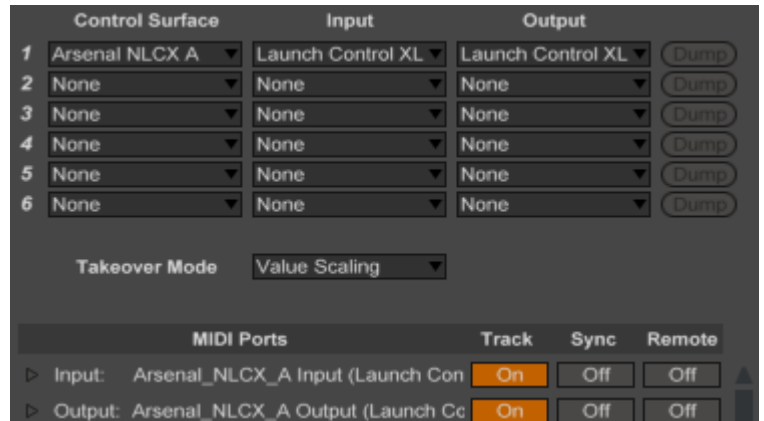 Control Surface Input Output
1 Arsenal NLCX A Launch Control XL Launch Control XL Dump
2 None None None Dump
3 None None None Dump
4 None None None Dump
5 None None None Dump
6 None None None Dump
Takeover Mode Value Scaling
MIDI Ports Track Sync Remote
Input: Arsenal_NLCX_A Input (Launch Con On Off Off
Output: Arsenal_NLCX_A Output (Launch Cc On Off Off